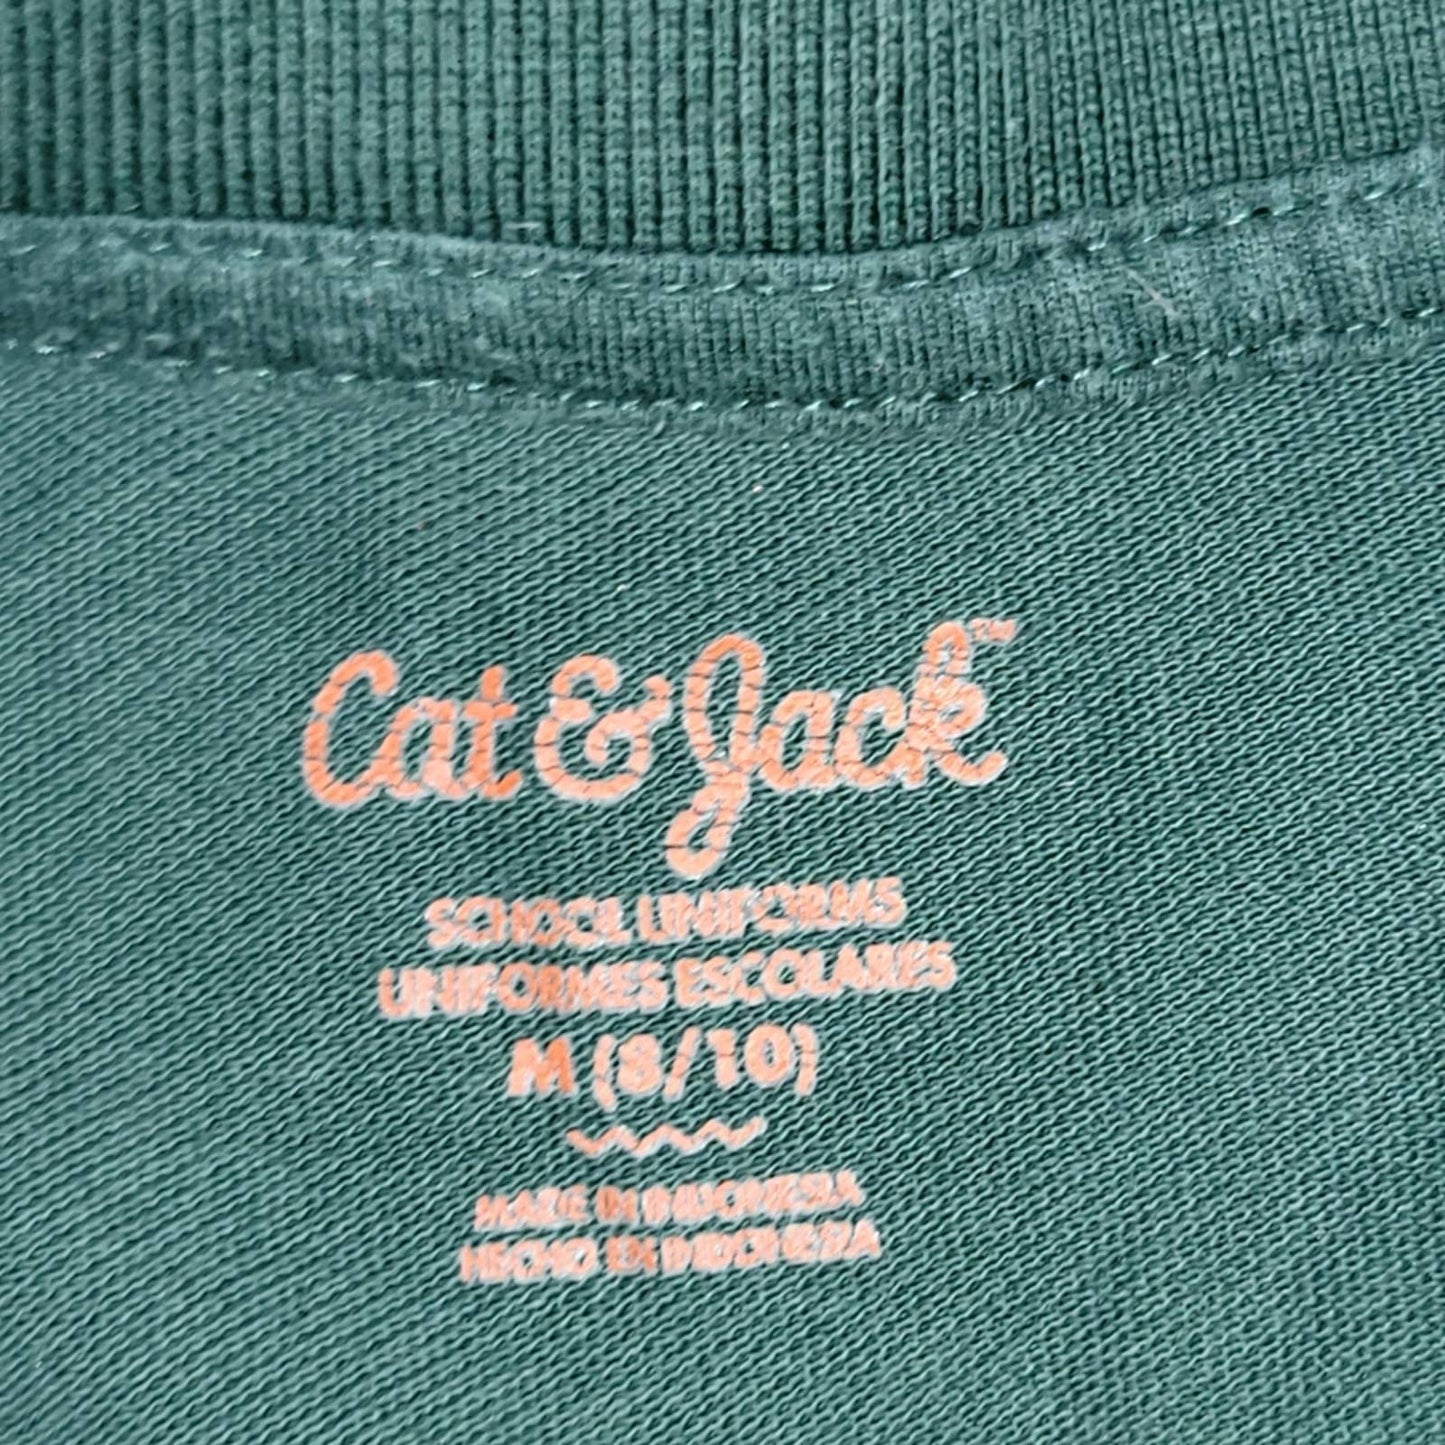 Cat & Jack™
SCHOOL UNIFORMS
UNIFORMES ESCOLARES
M (8/10)
MADE IN INDONESIA
HECHO EN INDONESIA